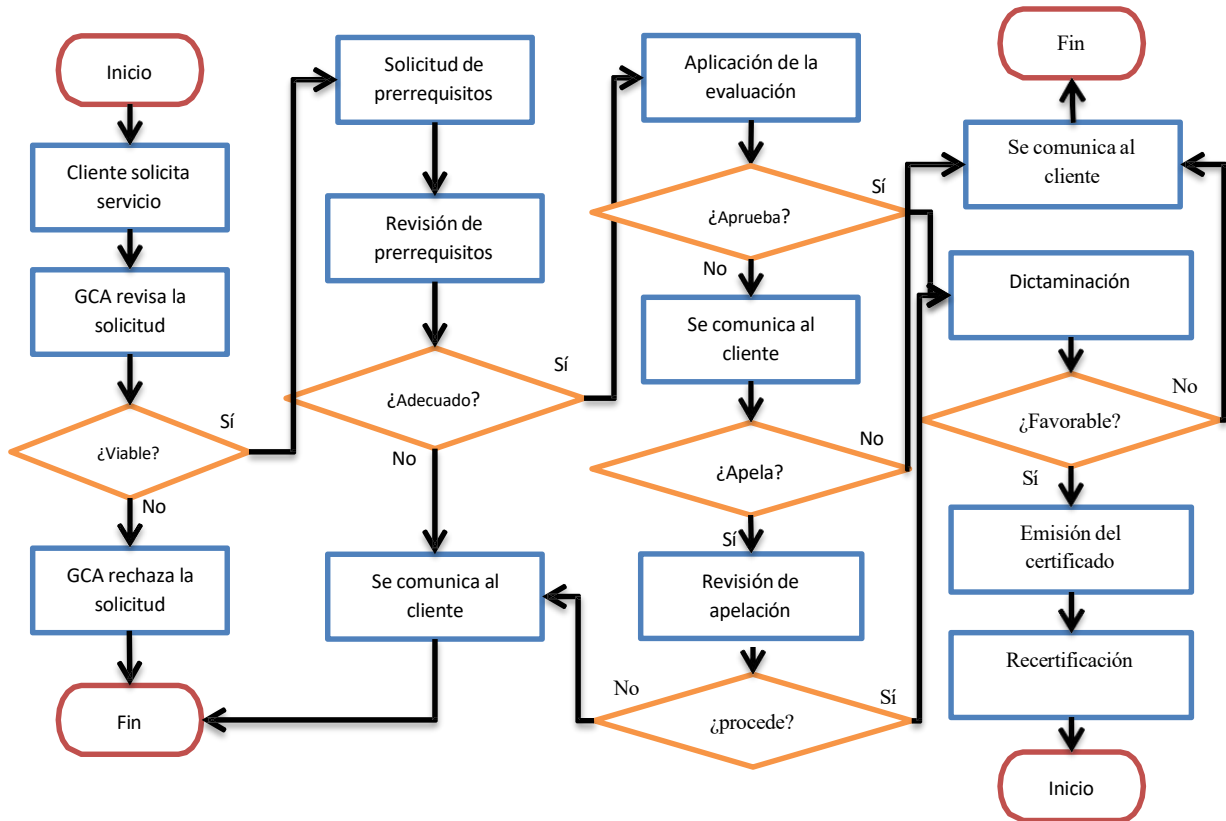 Inicio
Cliente solicita
servicio
GCA revisa la
solicitud
¿Viable?
Sí
No
GCA rechaza la
solicitud
Fin
Solicitud de
prerrequisitos
Revisión de
prerrequisitos
¿Adecuado?
Sí
No
Se comunica al
cliente
Aplicación de la
evaluación
¿Aprueba?
Sí
No
Se comunica al
cliente
¿Apela?
No
Sí
Revisión de
apelación
¿procede?
No
Sí
Fin
Se comunica al
cliente
Dictaminación
¿Favorable?
No
Sí
Emisión del
certificado
Recertificación
Inicio